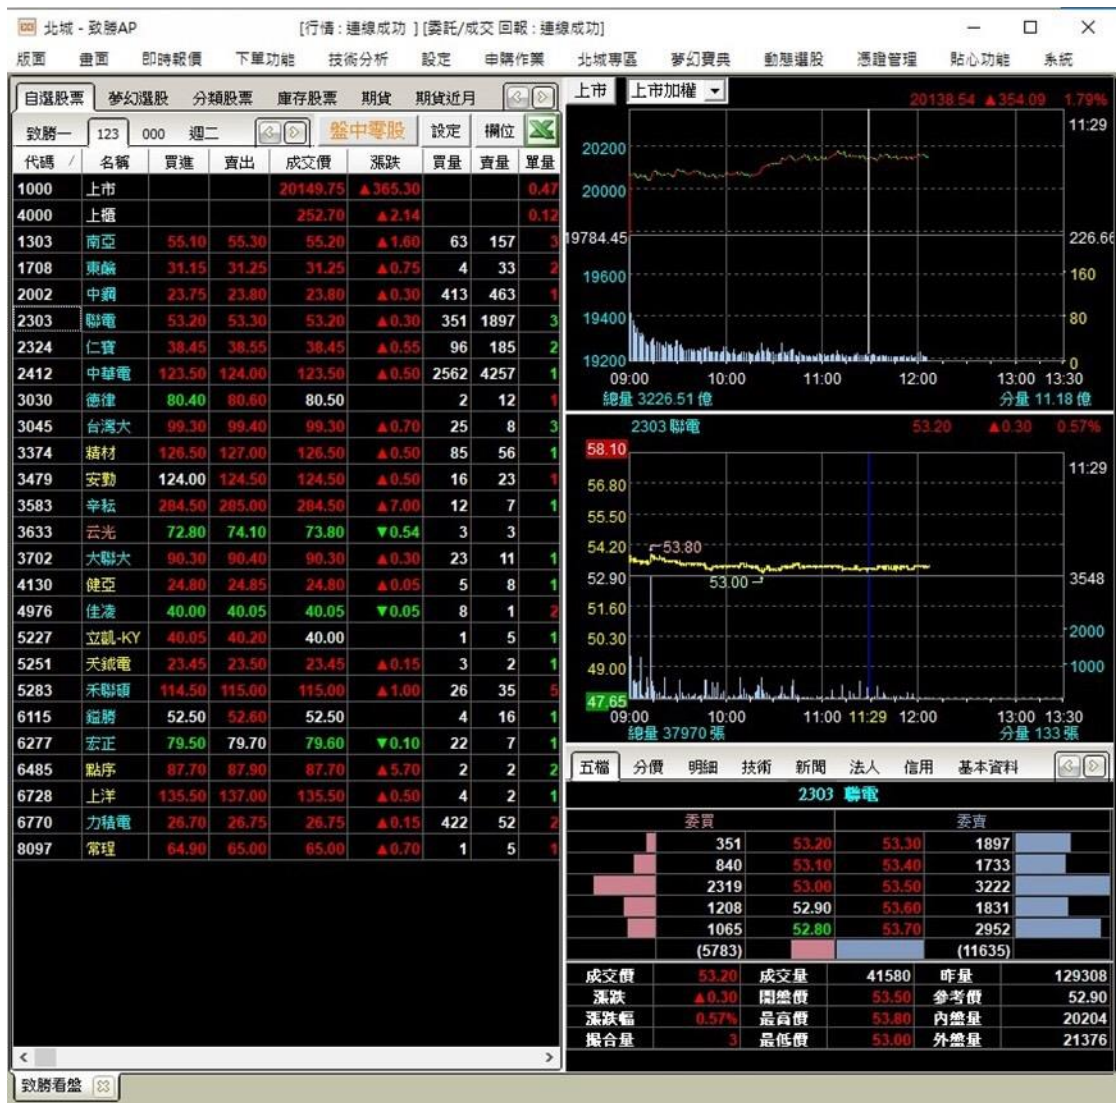 北城 - 致勝AP [行情 : 連線成功 ] [委託/成交 回報 : 連線成功]
版面 畫面 即時報價 下單功能 技術分析 設定 申購作業 北城專區 夢幻寶典 動態選股 憑證管理 貼心功能 系統
自選股票 夢幻選股 分類股票 庫存股票 期貨 期貨近月
致勝一 123 000 週二 盤中零股 設定 欄位
代碼 / 名稱 買進 賣出 成交價 漲跌 買量 賣量 單量
1000 上市 20149.75 ▲365.30 0.47
4000 上櫃 252.70 ▲2.14 0.12
1303 南亞 55.10 55.30 55.20 ▲1.60 63 157 3
1708 東鹼 31.15 31.25 31.25 ▲0.75 4 33 2
2002 中鋼 23.75 23.80 23.80 ▲0.30 413 463 1
2303 聯電 53.20 53.30 53.20 ▲0.30 351 1897 3
2324 仁寶 38.45 38.55 38.45 ▲0.55 96 185 2
2412 中華電 123.50 124.00 123.50 ▲0.50 2562 4257 1
3030 德律 80.40 80.60 80.50 2 12 1
3045 台灣大 99.30 99.40 99.30 ▲0.70 25 8 3
3374 精材 126.50 127.00 126.50 ▲0.50 85 56 1
3479 安勤 124.00 124.50 124.50 ▲0.50 16 23 1
3583 辛耘 284.50 285.00 284.50 ▲7.00 12 7 1
3633 云光 72.80 74.10 73.80 ▼0.54 3 3
3702 大聯大 90.30 90.40 90.30 ▲0.30 23 11 1
4130 健亞 24.80 24.85 24.80 ▲0.05 5 8 1
4976 佳凌 40.00 40.05 40.05 ▼0.05 8 1 2
5227 立凱-KY 40.05 40.20 40.00 1 5 1
5251 天鉞電 23.45 23.50 23.45 ▲0.15 3 2 1
5283 禾聯碩 114.50 115.00 115.00 ▲1.00 26 35 5
6115 鎰勝 52.50 52.60 52.50 4 16 1
6277 宏正 79.50 79.70 79.60 ▼0.10 22 7 1
6485 點序 87.70 87.90 87.70 ▲5.70 2 2 2
6728 上洋 135.50 137.00 135.50 ▲0.50 4 2 1
6770 力積電 26.70 26.75 26.75 ▲0.15 422 52 2
8097 常珵 64.90 65.00 65.00 ▲0.70 1 5 1
致勝看盤
上市 上市加權
20138.54 ▲354.09 1.79%
11:29
20200
20000
19784.45 226.66
19600 160
19400 80
19200 0
09:00 10:00 11:00 12:00 13:00 13:30
總量 3226.51 億 分量 11.18 億
2303 聯電 53.20 ▲0.30 0.57%
58.10
11:29
56.80
55.50
54.20 53.80
52.90 53.00 3548
51.60
50.30 2000
49.00 1000
47.65
09:00 10:00 11:00 11:29 12:00 13:00 13:30
總量 37970 張 分量 133 張
五檔 分價 明細 技術 新聞 法人 信用 基本資料
2303 聯電
委買 委賣
351 53.20 53.30 1897
840 53.10 53.40 1733
2319 53.00 53.50 3222
1208 52.90 53.60 1831
1065 52.80 53.70 2952
(5783) (11635)
成交價 53.20 成交量 41580 昨量 129308
漲跌 ▲0.30 開盤價 53.50 參考價 52.90
漲跌幅 0.57% 最高價 53.80 內盤量 20204
撮合量 3 最低價 53.00 外盤量 21376